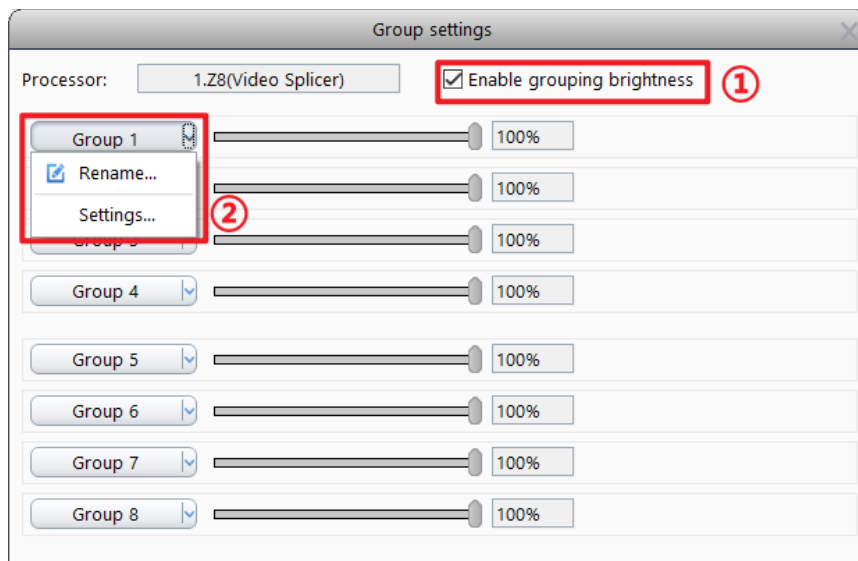 Group settings
Processor: 1.Z8(Video Splicer) Enable grouping brightness ①
Group 1 100%
Rename... 100%
Settings... ②
100%
Group 4 100%
Group 5 100%
Group 6 100%
Group 7 100%
Group 8 100%